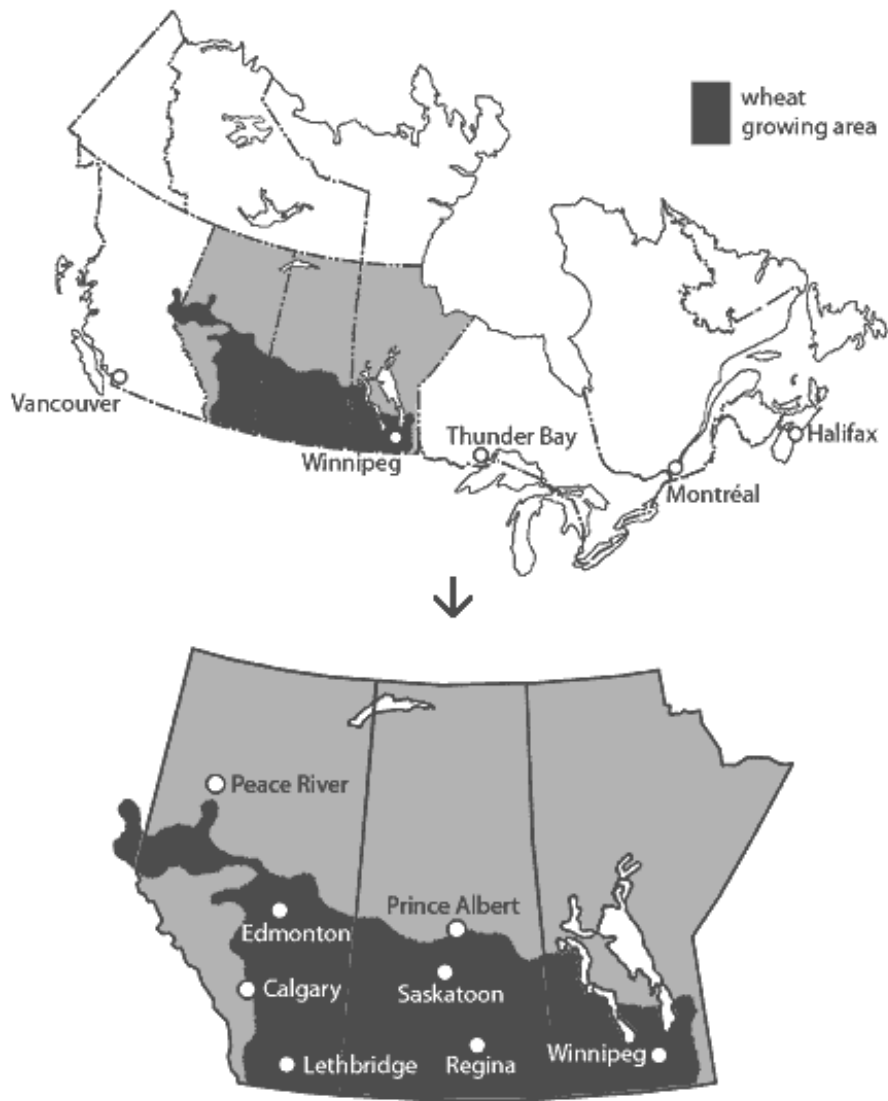 wheat
growing area
Vancouver
Winnipeg
Thunder Bay
Montréal
Halifax
Peace River
Prince Albert
Edmonton
Calgary
Saskatoon
Lethbridge
Regina
Winnipeg